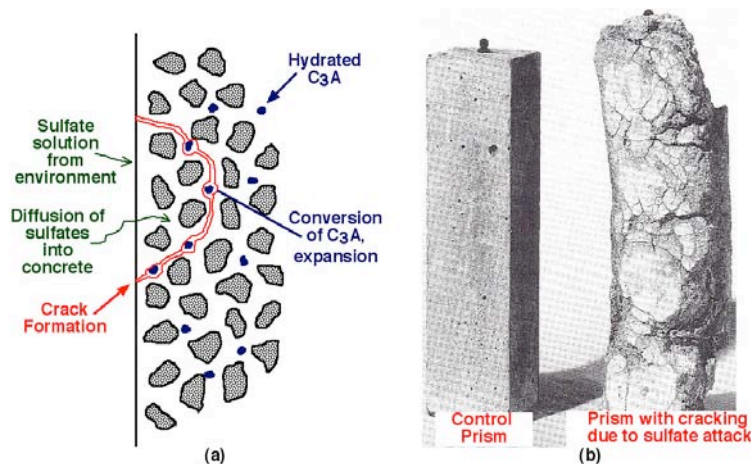 Hydrated
C3A
Sulfate
solution
from
environment
Diffusion of
sulfates
into
concrete
Conversion
of C3A,
expansion
Crack
Formation
(a)
Control
Prism
Prism with cracking
due to sulfate attack
(b)